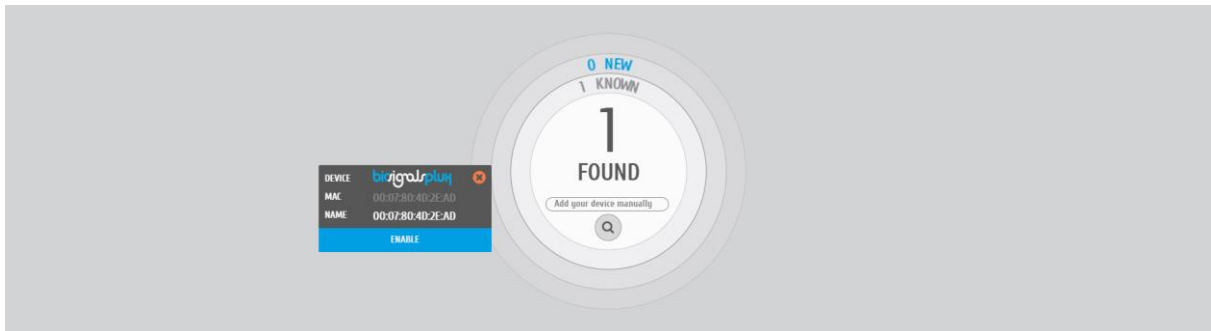 0 NEW
1 KNOWN
1
FOUND
Add your device manually
DEVICE biosignalsplux
MAC 00:07:80:4D:2E:AD
NAME 00:07:80:4D:2E:AD
ENABLE